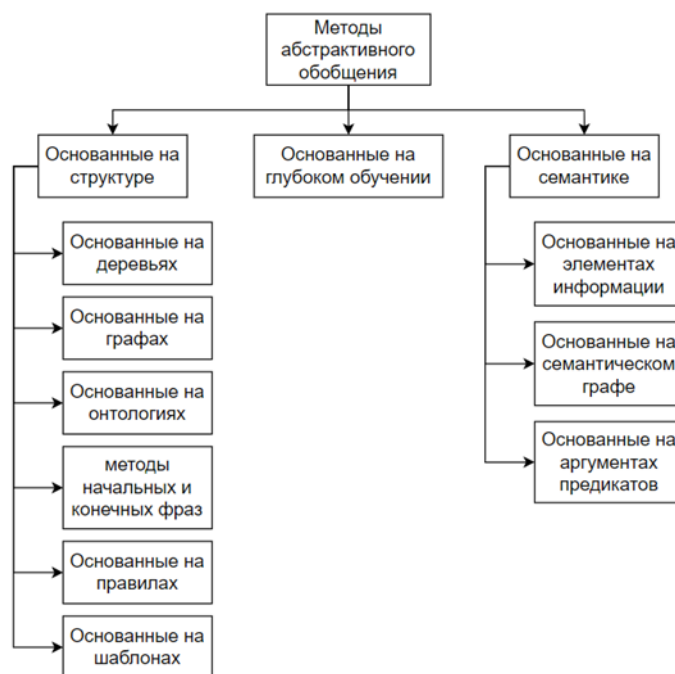 Методы
абстрактивного
обобщения
Основанные на
структуре
Основанные на
глубоком обучении
Основанные на
семантике
Основанные на
деревьях
Основанные на
графах
Основанные на
онтологиях
методы
начальных и
конечных фраз
Основанные на
правилах
Основанные на
шаблонах
Основанные на
элементах
информации
Основанные на
семантическом
графе
Основанные на
аргументах
предикатов